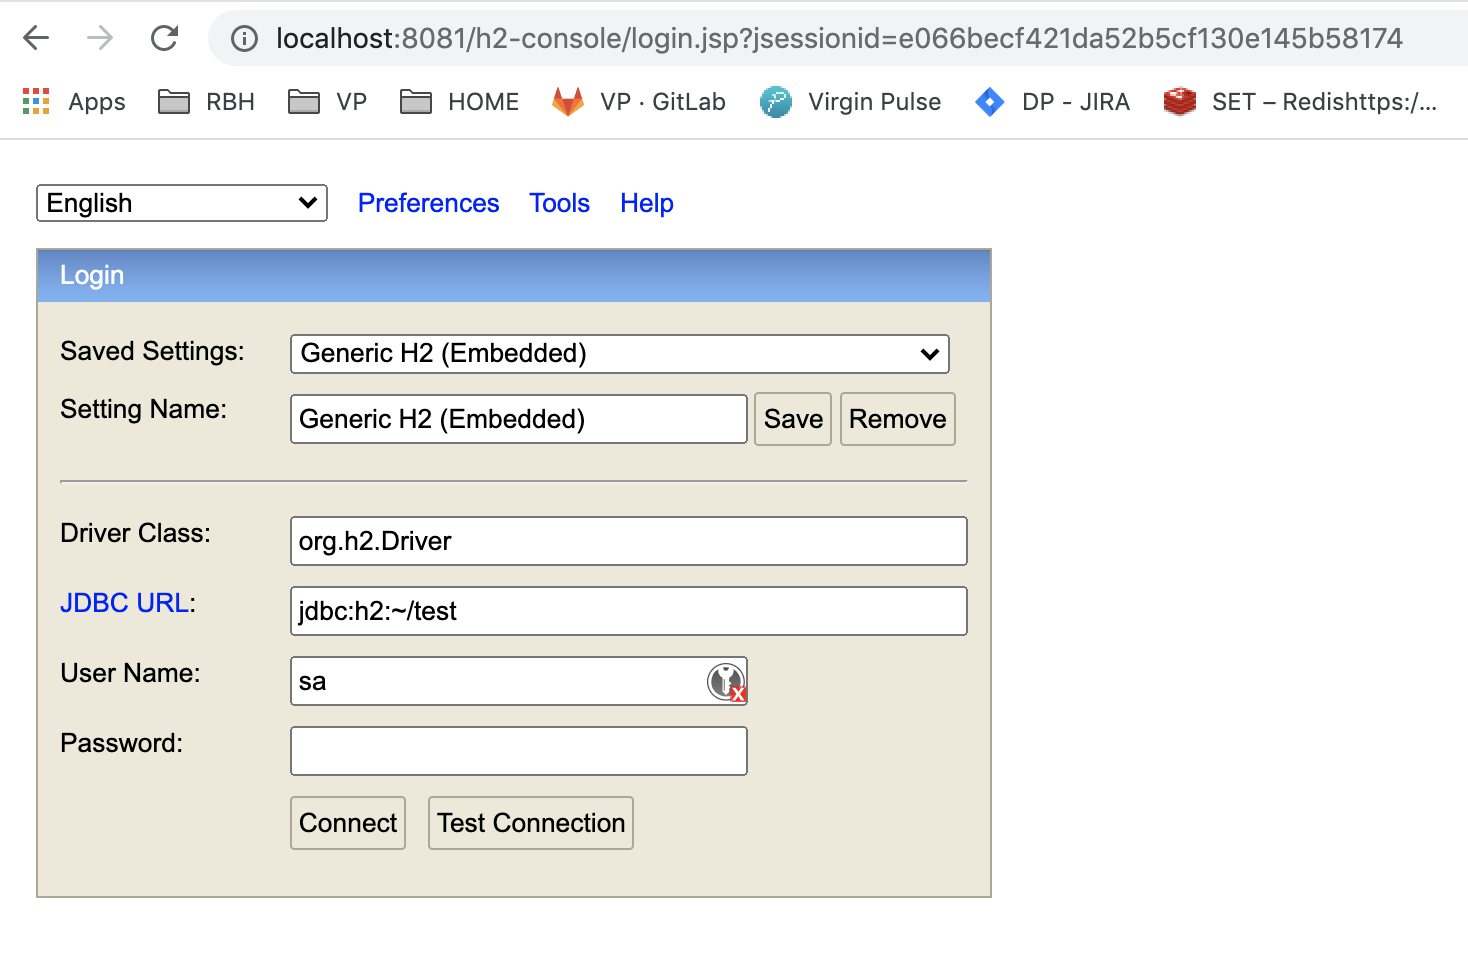 localhost:8081/h2-console/login.jsp?jsessionid=e066becf421da52b5cf130e145b58174
Apps RBH VP HOME VP · GitLab Virgin Pulse DP - JIRA SET – Redishttps:/...
English Preferences Tools Help
Login
Saved Settings: Generic H2 (Embedded)
Setting Name: Generic H2 (Embedded) Save Remove
Driver Class: org.h2.Driver
JDBC URL: jdbc:h2:~/test
User Name: sa
Password:
Connect Test Connection